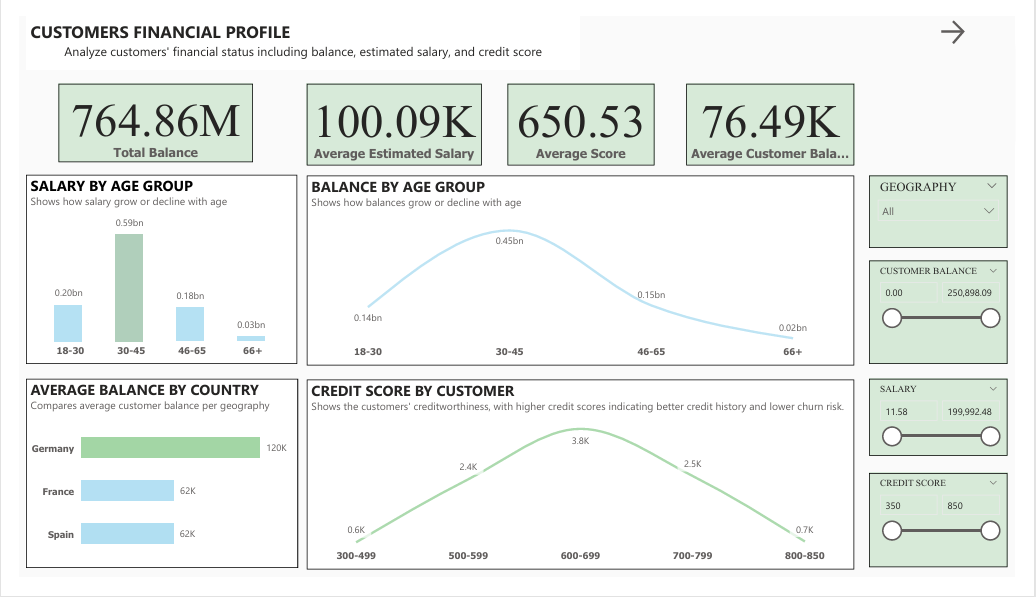 CUSTOMERS FINANCIAL PROFILE
Analyze customers' financial status including balance, estimated salary, and credit score
764.86M
Total Balance
100.09K
Average Estimated Salary
650.53
Average Score
76.49K
Average Customer Bala...
SALARY BY AGE GROUP
Shows how salary grow or decline with age
0.20bn
0.59bn
0.18bn
0.03bn
18-30
30-45
46-65
66+
BALANCE BY AGE GROUP
Shows how balances grow or decline with age
0.14bn
0.45bn
0.15bn
0.02bn
18-30
30-45
46-65
66+
GEOGRAPHY
All
CUSTOMER BALANCE
0.00
250,898.09
AVERAGE BALANCE BY COUNTRY
Compares average customer balance per geography
Germany
120K
France
62K
Spain
62K
CREDIT SCORE BY CUSTOMER
Shows the customers' creditworthiness, with higher credit scores indicating better credit history and lower churn risk.
0.6K
2.4K
3.8K
2.5K
0.7K
300-499
500-599
600-699
700-799
800-850
SALARY
11.58
199,992.48
CREDIT SCORE
350
850